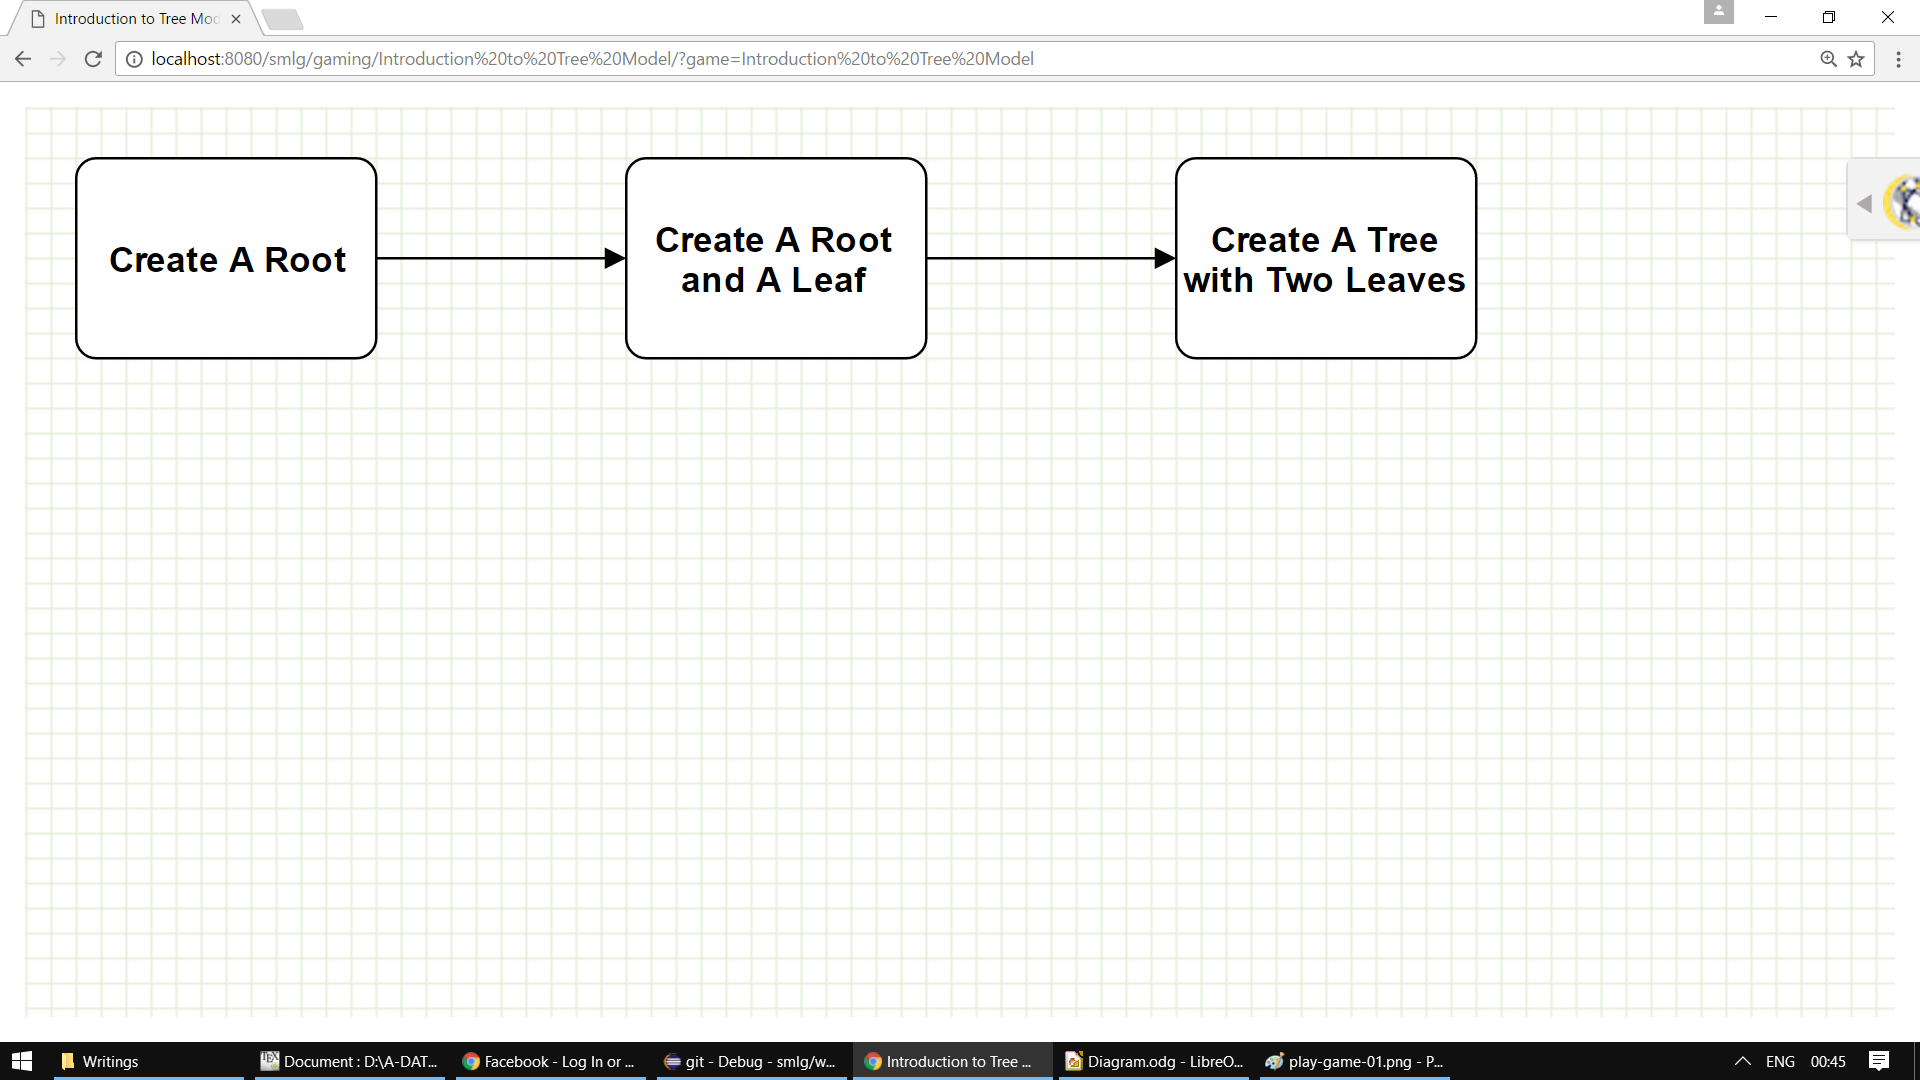 Introduction to Tree Mod
localhost:8080/smlg/gaming/Introduction%20to%20Tree%20Model/?game=Introduction%20to%20Tree%20Model
Create A Root
Create A Root
and A Leaf
Create A Tree
with Two Leaves
Writings
TEX
Document : D:\A-DAT...
Facebook - Log In or ...
git - Debug - smlg/w...
Introduction to Tree ...
Diagram.odg - LibreO...
play-game-01.png - P...
ENG
00:45